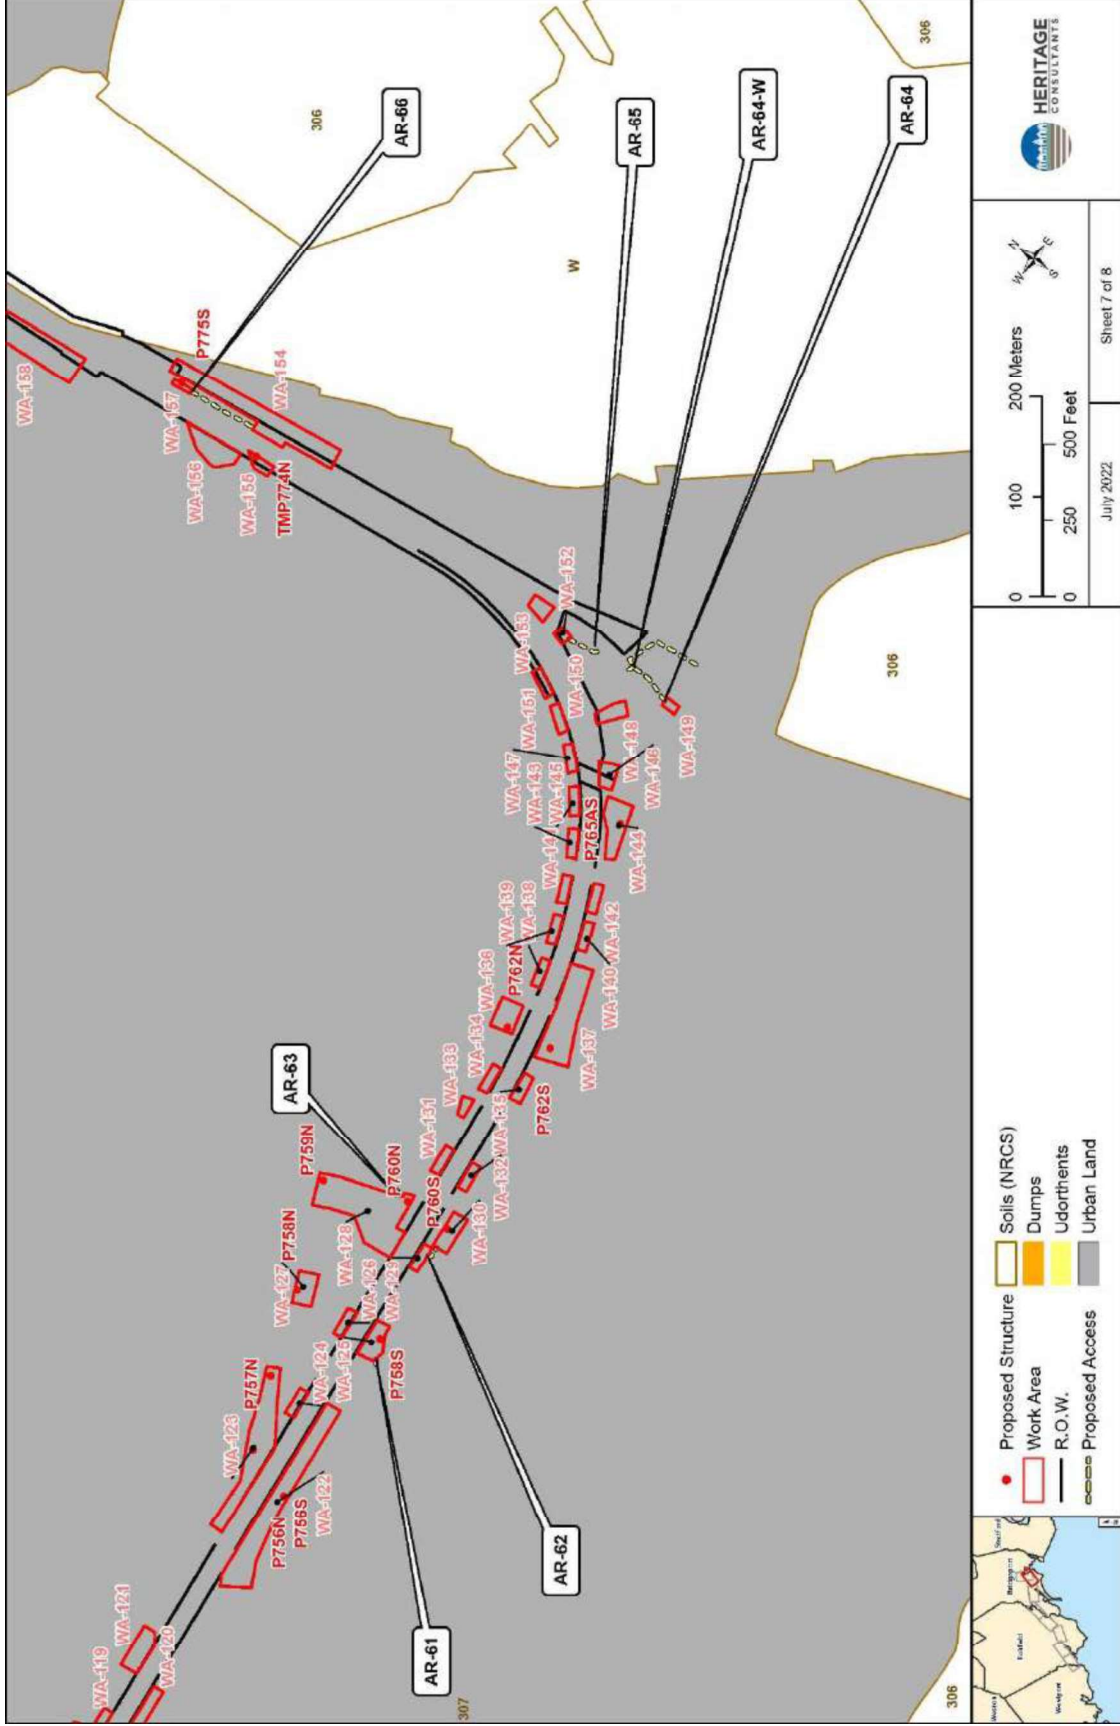 WA-119
WA-121
WA-120
P756N
P756S
WA-122
WA-123
P757N
WA-124
WA-125
WA-126
WA-129
P758S
WA-127
P758N
WA-128
P759N
P760N
P760S
WA-130
WA-131
WA-132
WA-133
WA-134
WA-135
P762S
WA-136
P762N
WA-137
WA-138
WA-139
WA-140
WA-142
WA-143
WA-145
WA-147
P765AS
WA-144
WA-146
WA-148
WA-149
WA-151
WA-150
WA-153
WA-152
TMP774N
WA-155
WA-156
WA-157
P775S
WA-154
WA-158
AR-61
AR-62
AR-63
AR-64
AR-64-W
AR-65
AR-66
307
306
306
306
306
W
Proposed Structure
Work Area
R.O.W.
Proposed Access
Soils (NRCS)
Dumps
Udorthents
Urban Land
0 100 200 Meters
0 250 500 Feet
N
E
S
W
July 2022
Sheet 7 of 8
HERITAGE
CONSULTANTS
Fairfield
Westport